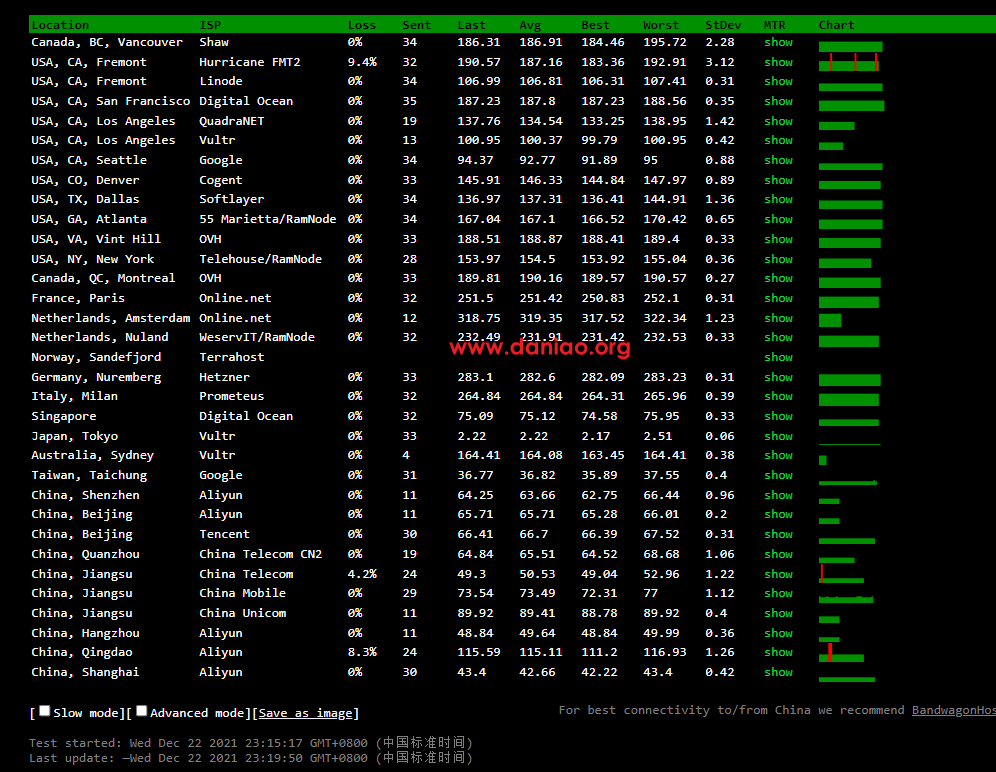 Location ISP Loss Sent Last Avg Best Worst StDev MTR Chart
Canada, BC, Vancouver Shaw 0% 34 186.31 186.91 184.46 195.72 2.28 show
USA, CA, Fremont Hurricane FMT2 9.4% 32 190.57 187.16 183.36 192.91 3.12 show
USA, CA, Fremont Linode 0% 34 106.99 106.81 106.31 107.41 0.31 show
USA, CA, San Francisco Digital Ocean 0% 35 187.23 187.8 187.23 188.56 0.35 show
USA, CA, Los Angeles QuadraNET 0% 19 137.76 134.54 133.25 138.95 1.42 show
USA, CA, Los Angeles Vultr 0% 13 100.95 100.37 99.79 100.95 0.42 show
USA, CA, Seattle Google 0% 34 94.37 92.77 91.89 95 0.88 show
USA, CO, Denver Cogent 0% 33 145.91 146.33 144.84 147.97 0.89 show
USA, TX, Dallas Softlayer 0% 34 136.97 137.31 136.41 144.91 1.36 show
USA, GA, Atlanta 55 Marietta/RamNode 0% 34 167.04 167.1 166.52 170.42 0.65 show
USA, VA, Vint Hill OVH 0% 33 188.51 188.87 188.41 189.4 0.33 show
USA, NY, New York Telehouse/RamNode 0% 28 153.97 154.5 153.92 155.04 0.36 show
Canada, QC, Montreal OVH 0% 33 189.81 190.16 189.57 190.57 0.27 show
France, Paris Online.net 0% 32 251.5 251.42 250.83 252.1 0.31 show
Netherlands, Amsterdam Online.net 0% 12 318.75 319.35 317.52 322.34 1.23 show
Netherlands, Nuland WeservIT/RamNode 0% 32 232.49 231.91 231.42 232.53 0.33 show
www.daniao.org
Norway, Sandefjord Terrahost show
Germany, Nuremberg Hetzner 0% 33 283.1 282.6 282.09 283.23 0.31 show
Italy, Milan Prometeus 0% 32 264.84 264.84 264.31 265.96 0.39 show
Singapore Digital Ocean 0% 32 75.09 75.12 74.58 75.95 0.33 show
Japan, Tokyo Vultr 0% 33 2.22 2.22 2.17 2.51 0.06 show
Australia, Sydney Vultr 0% 4 164.41 164.08 163.45 164.41 0.38 show
Taiwan, Taichung Google 0% 31 36.77 36.82 35.89 37.55 0.4 show
China, Shenzhen Aliyun 0% 11 64.25 63.66 62.75 66.44 0.96 show
China, Beijing Aliyun 0% 11 65.71 65.71 65.28 66.01 0.2 show
China, Beijing Tencent 0% 30 66.41 66.7 66.39 67.52 0.31 show
China, Quanzhou China Telecom CN2 0% 19 64.84 65.51 64.52 68.68 1.06 show
China, Jiangsu China Telecom 4.2% 24 49.3 50.53 49.04 52.96 1.22 show
China, Jiangsu China Mobile 0% 29 73.54 73.49 72.31 77 1.12 show
China, Jiangsu China Unicom 0% 11 89.92 89.41 88.78 89.92 0.4 show
China, Hangzhou Aliyun 0% 11 48.84 49.64 48.84 49.99 0.36 show
China, Qingdao Aliyun 8.3% 24 115.59 115.11 111.2 116.93 1.26 show
China, Shanghai Aliyun 0% 30 43.4 42.66 42.22 43.4 0.42 show
[ Slow mode][ Advanced mode][Save as image]
For best connectivity to/from China we recommend BandwagonHos
Test started: Wed Dec 22 2021 23:15:17 GMT+0800 (中国标准时间)
Last update: —Wed Dec 22 2021 23:19:50 GMT+0800 (中国标准时间)